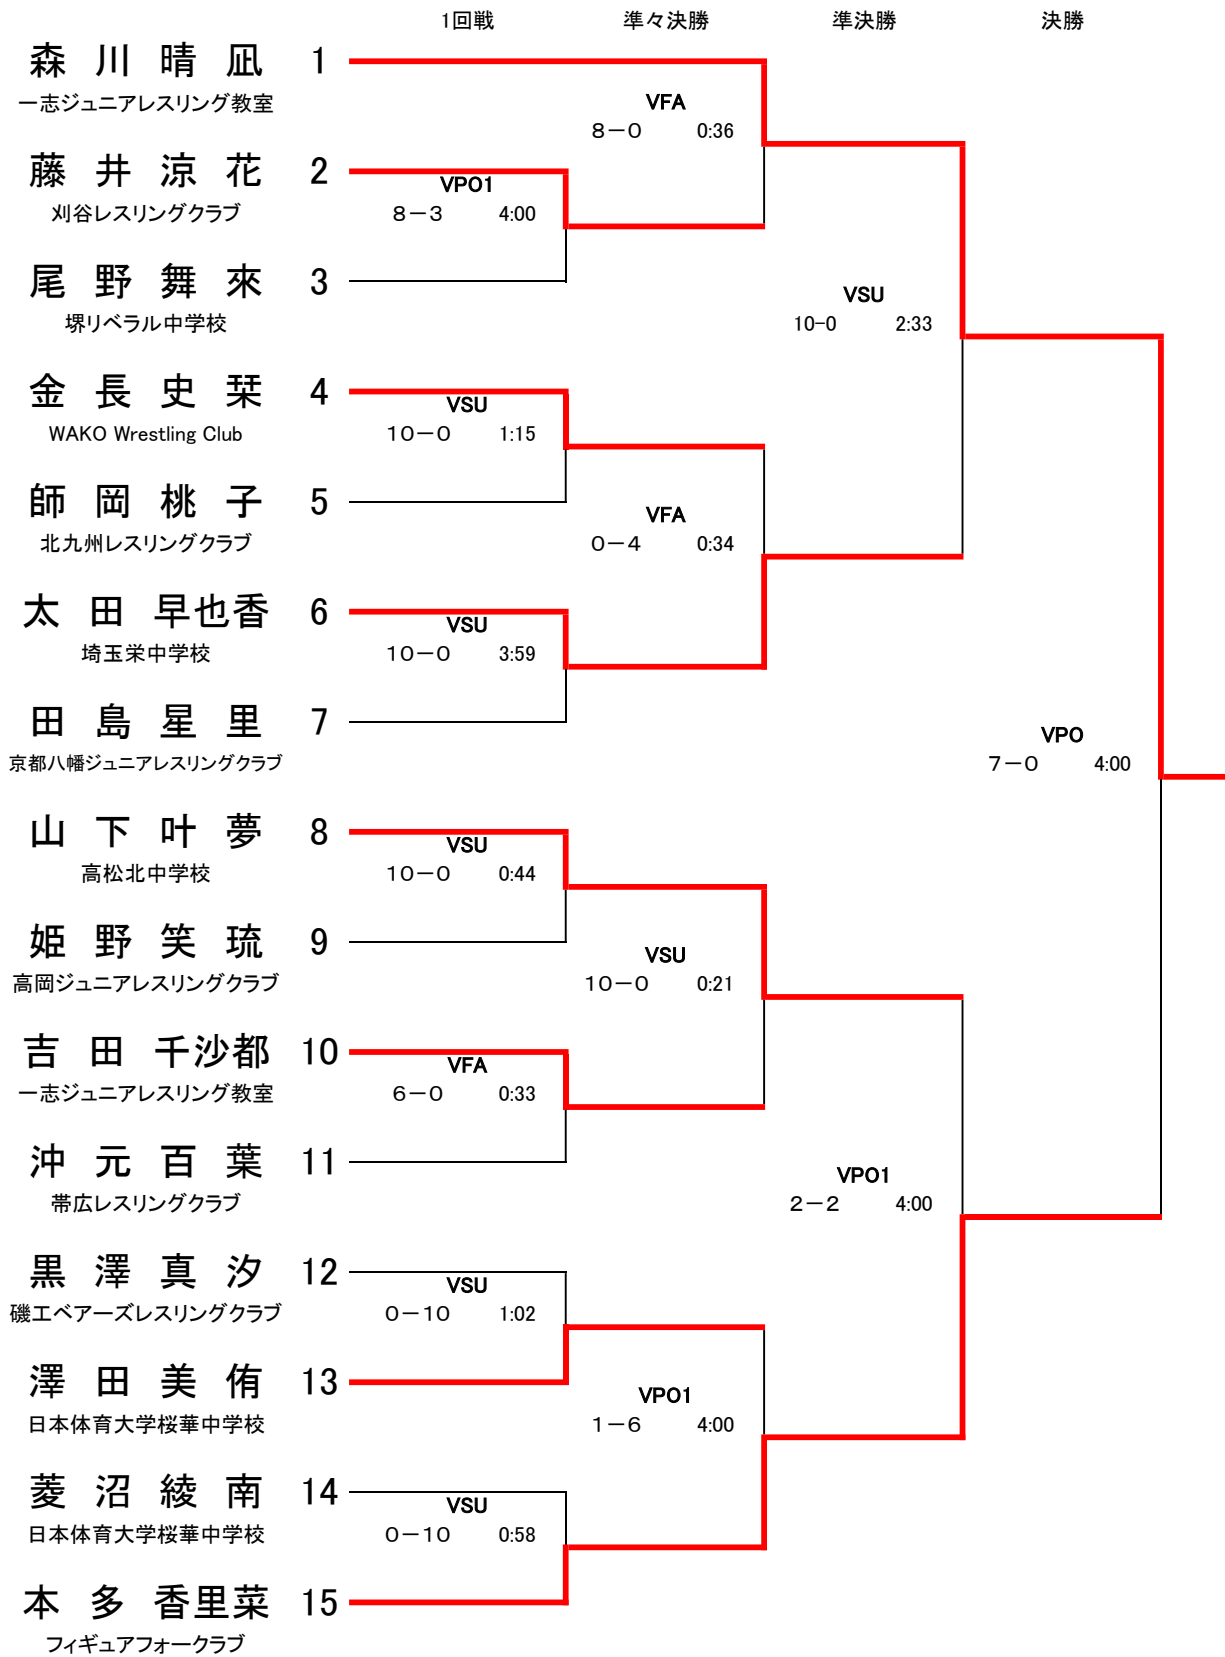 1回戦 準々決勝 準決勝 決勝
森川晴凪 1
一志ジュニアレスリング教室
VFA
8－0 0:36
藤井涼花 2
刈谷レスリングクラブ
VPO1
8－3 4:00
尾野舞來 3
堺リベラル中学校
VSU
10-0 2:33
金長史栞 4
WAKO Wrestling Club
VSU
10－0 1:15
師岡桃子 5
北九州レスリングクラブ
VFA
0－4 0:34
太田早也香 6
埼玉栄中学校
VSU
10－0 3:59
田島星里 7
京都八幡ジュニアレスリングクラブ
VPO
7－0 4:00
山下叶夢 8
高松北中学校
VSU
10－0 0:44
姫野笑琉 9
高岡ジュニアレスリングクラブ
VSU
10－0 0:21
吉田千沙都 10
一志ジュニアレスリング教室
VFA
6－0 0:33
沖元百葉 11
帯広レスリングクラブ
VPO1
2－2 4:00
黒澤真汐 12
磯工ベアーズレスリングクラブ
VSU
0－10 1:02
澤田美侑 13
日本体育大学桜華中学校
VPO1
1－6 4:00
菱沼綾南 14
日本体育大学桜華中学校
VSU
0－10 0:58
本多香里菜 15
フィギュアフォークラブ